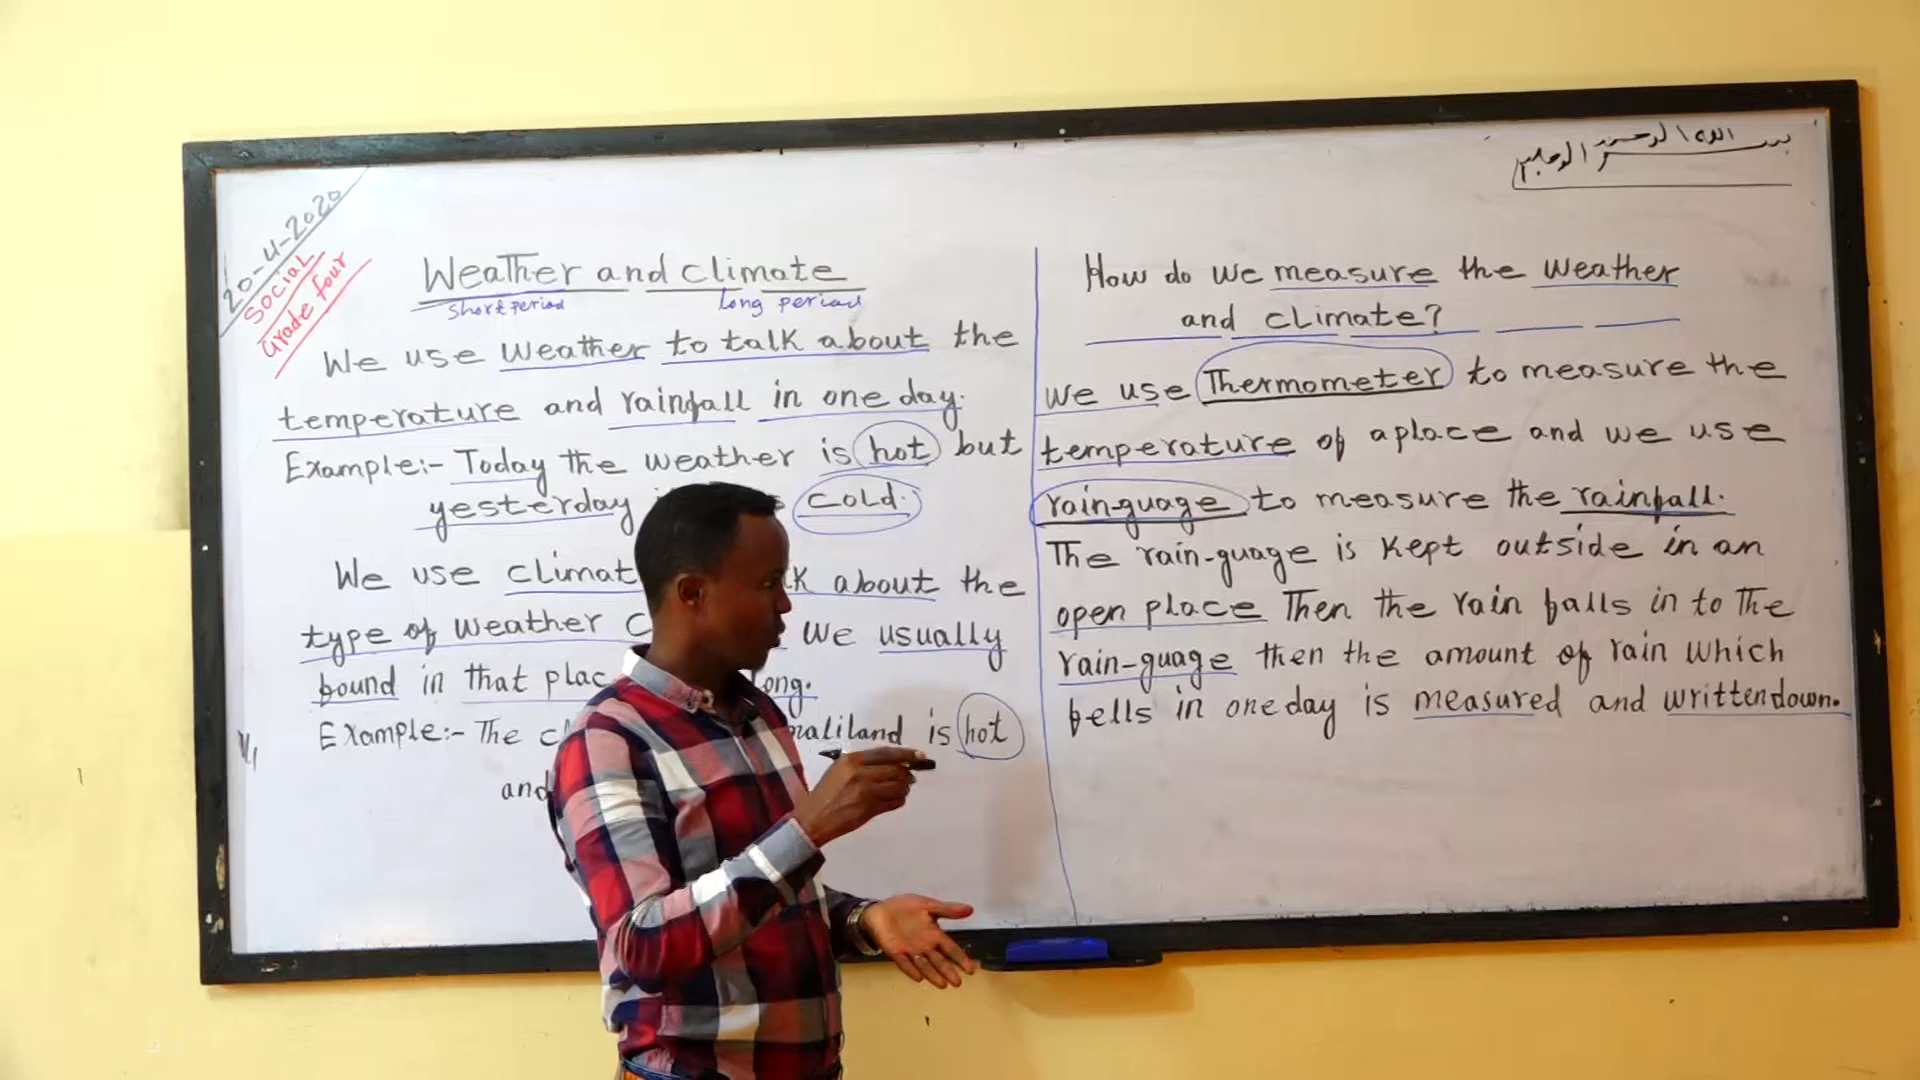 بسم الله الرحمن الرحيم
20-4-2020
Social
Grade four
Weather and climate
short period long period
We use weather to talk about the
temperature and rainfall in one day.
Example:- Today the weather is hot but
yesterday cold.
We use climat k about the
type of weather c we usually
found in that plac long.
Example:- The cl maliland is hot
and
How do we measure the weather
and climate?
We use Thermometer to measure the
temperature of aplace and we use
rain-guage to measure the rainfall.
The rain-guage is kept outside in an
open place Then the rain falls in to The
rain-guage then the amount of rain which
fells in one day is measured and written down.